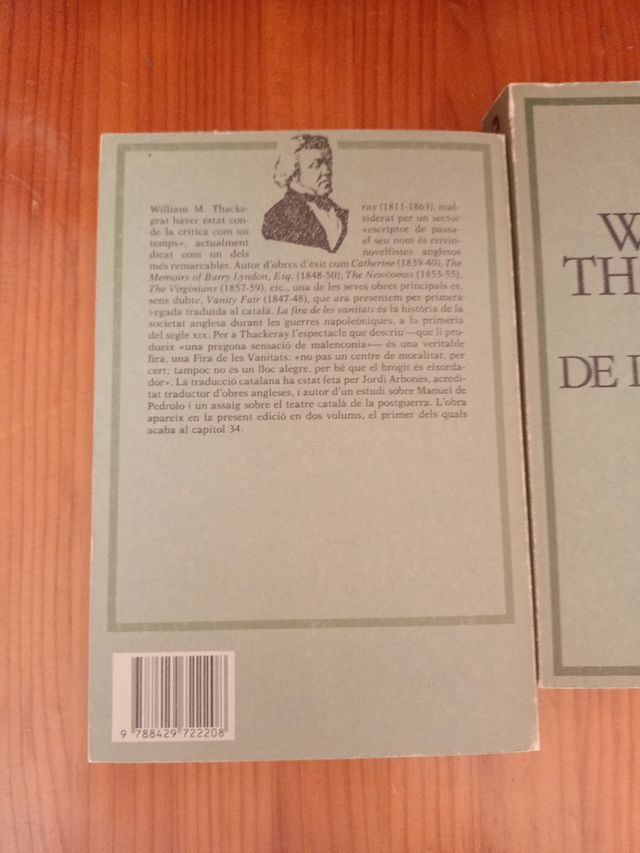 William M. Thacke- ray (1811-1863), mal-
grat haver estat con- siderat per un sector
de la crítica com un «escriptor de passa-
temps», actualment el seu nom és reivin-
dicat com un dels novel·listes anglesos
més remarcables. Autor d'obres d'èxit com Catherine (1839-40), The
Memoirs of Barry Lyndon, Esq. (1848-50), The Newcomes (1853-55),
The Virginians (1857-59), etc., una de les seves obres principals és,
sens dubte, Vanity Fair (1847-48), que ara presentem per primera
vegada traduïda al català. La fira de les vanitats és la història de la
societat anglesa durant les guerres napoleòniques, a la primeria
del segle XIX. Per a Thackeray l'espectacle que descriu —que li pro-
dueix «una pregona sensació de malenconia»— és una veritable
fira, una Fira de les Vanitats: «no pas un centre de moralitat, per
cert; tampoc no és un lloc alegre, per bé que el brogit és eixorda-
dor». La traducció catalana ha estat feta per Jordi Arbonès, acredi-
tat traductor d'obres angleses, i autor d'un estudi sobre Manuel de
Pedrolo i un assaig sobre el teatre català de la postguerra. L'obra
apareix en la present edició en dos volums, el primer dels quals
acaba al capítol 34.
9 788429 722208
W
TH
DE L